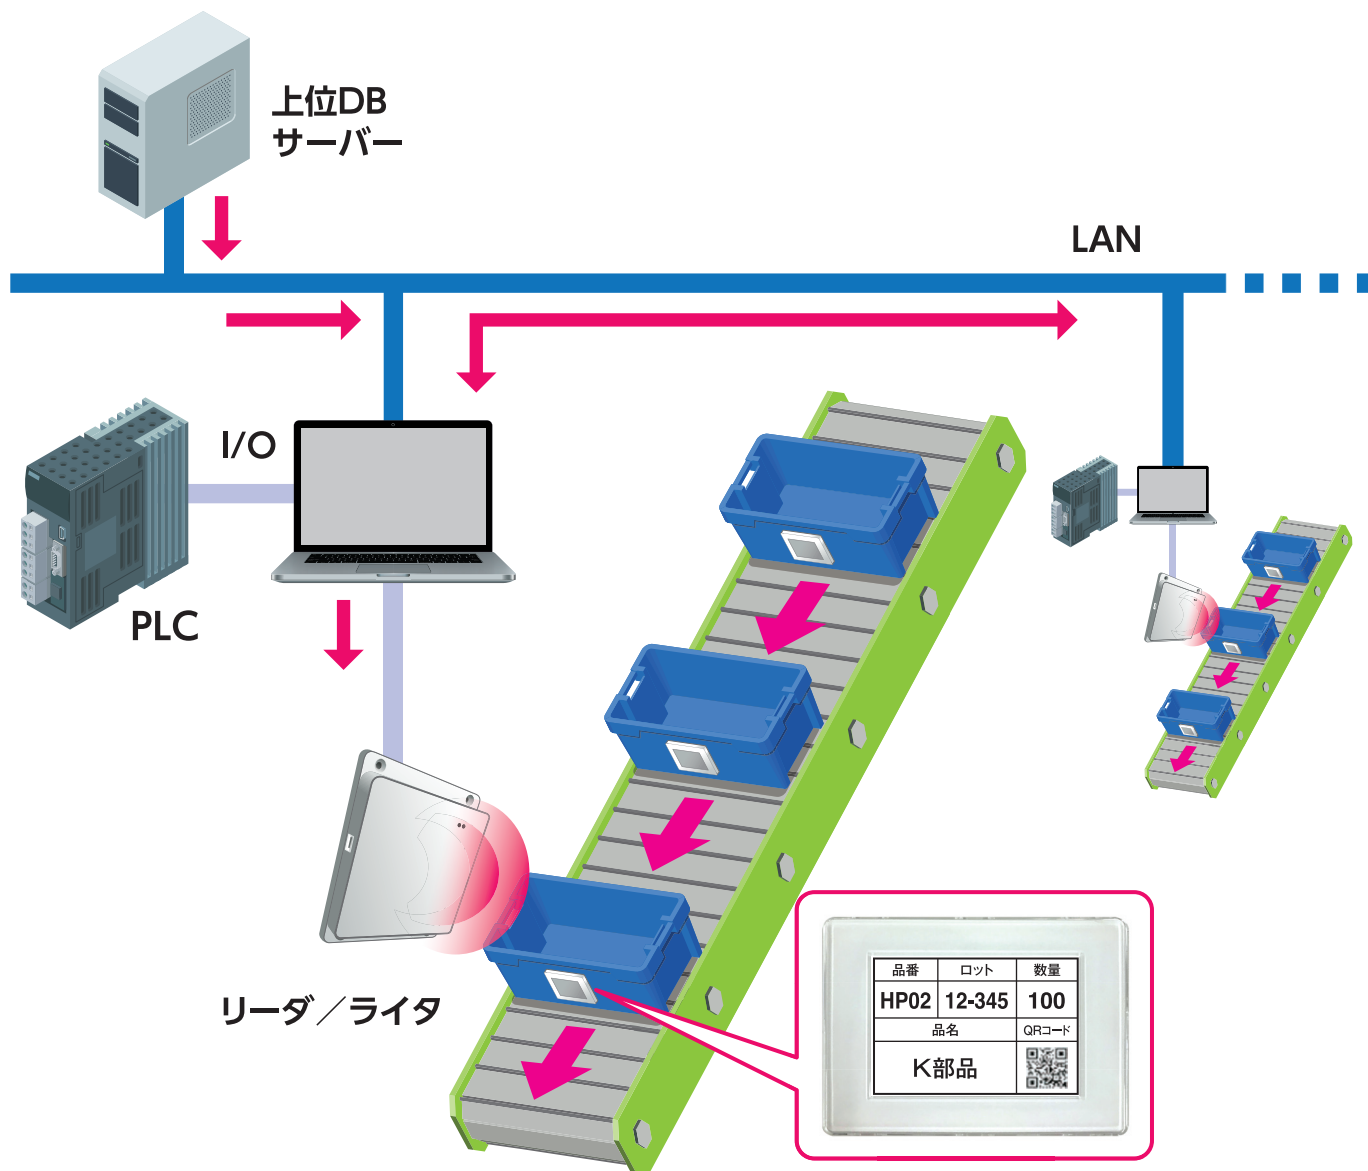 上位DB
サーバー
LAN
I/O
PLC
リーダ／ライタ
品番 ロット 数量
HP02 12-345 100
品名 QRコード
K部品